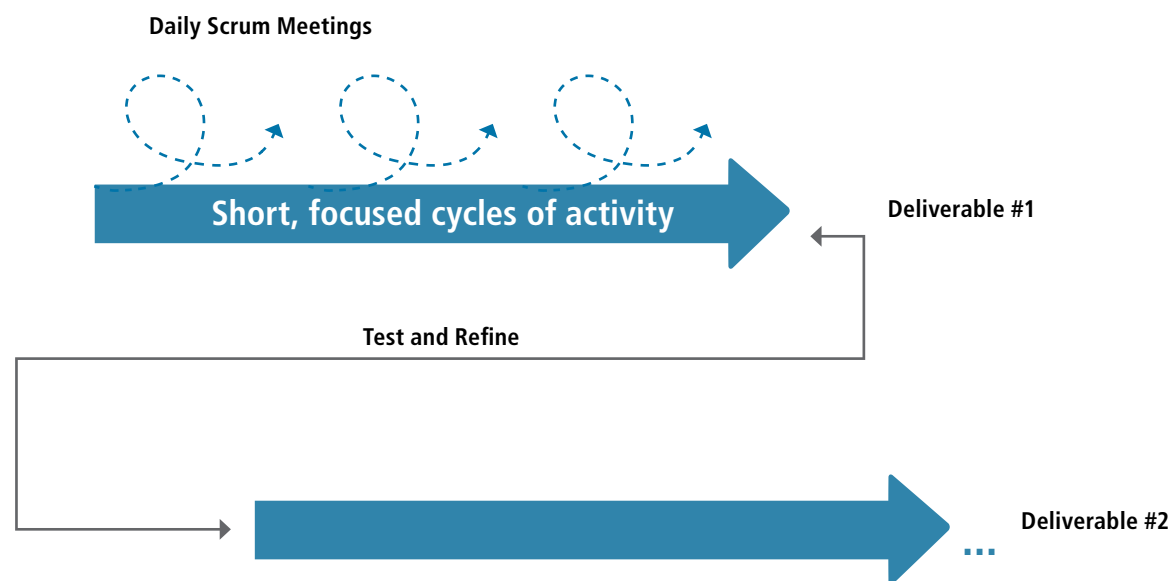 Daily Scrum Meetings
Short, focused cycles of activity
Deliverable #1
Test and Refine
Deliverable #2
...